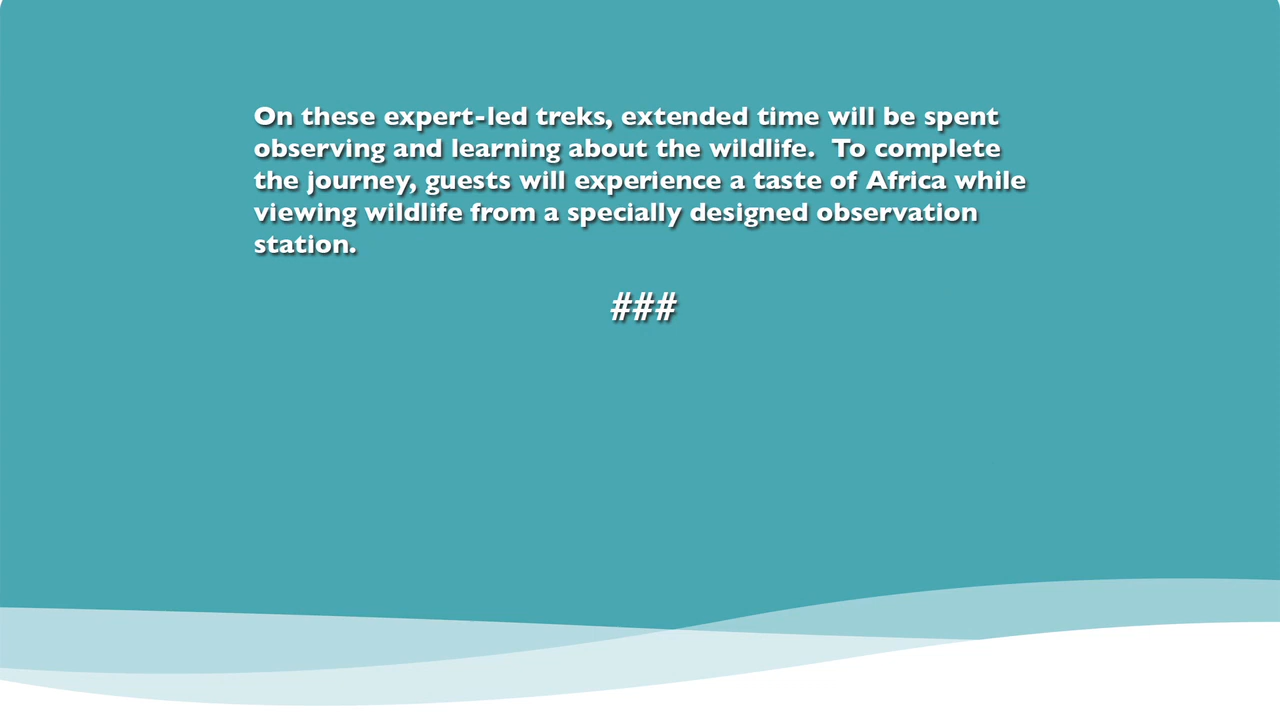 On these expert-led treks, extended time will be spent
observing and learning about the wildlife.  To complete
the journey, guests will experience a taste of Africa while
viewing wildlife from a specially designed observation
station.
###